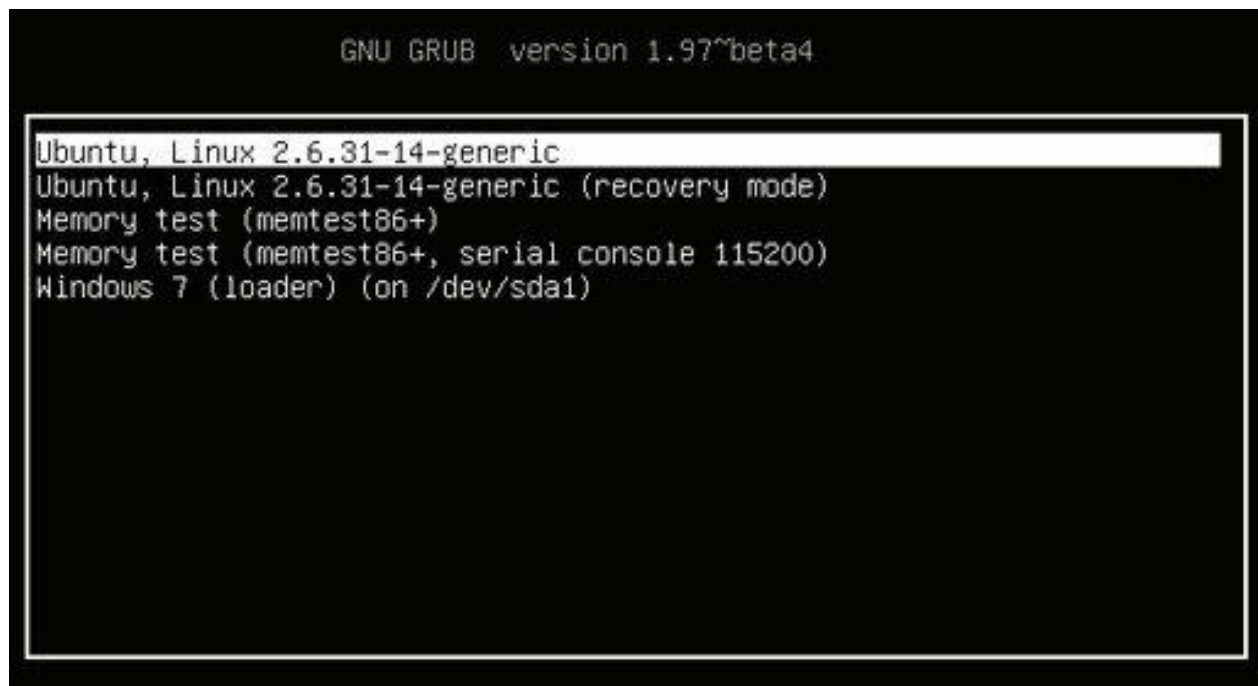 GNU GRUB  version 1.97~beta4
Ubuntu, Linux 2.6.31-14-generic
Ubuntu, Linux 2.6.31-14-generic (recovery mode)
Memory test (memtest86+)
Memory test (memtest86+, serial console 115200)
Windows 7 (loader) (on /dev/sda1)